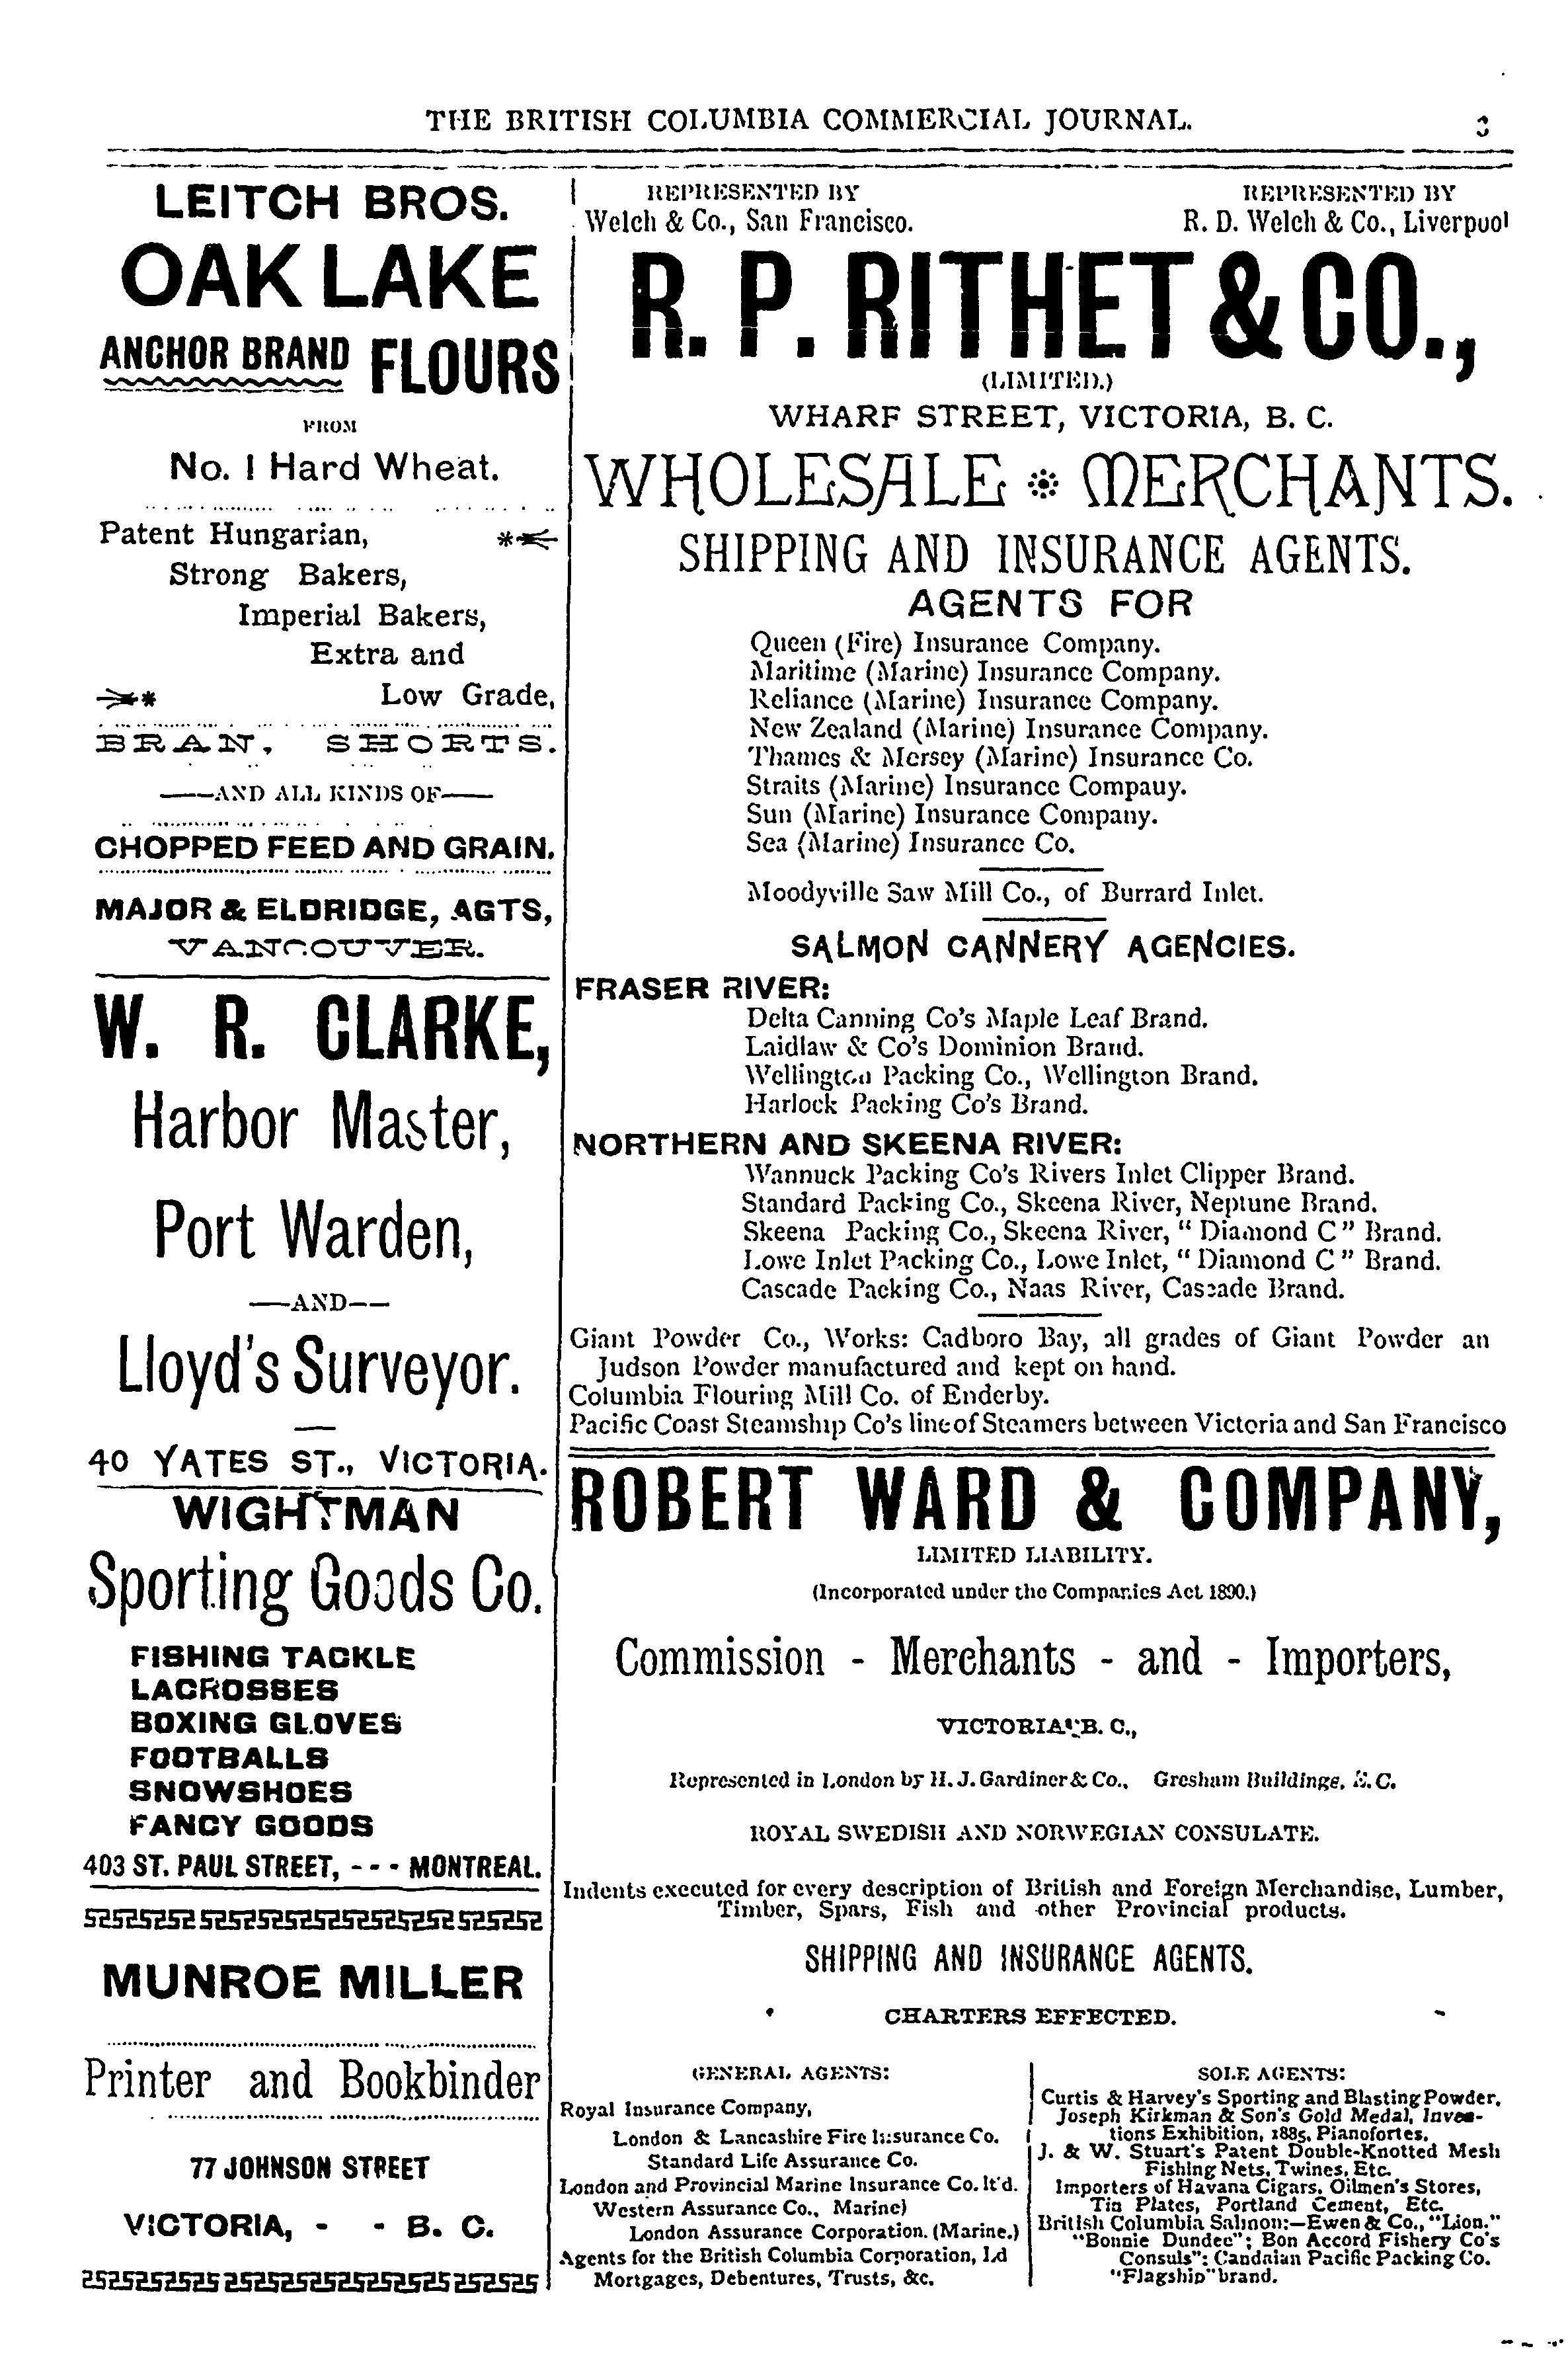 THE BRITISH COLUMBIA COMMERCIAL JOURNAL. 3
LEITCH BROS.
OAK LAKE
ANCHOR BRAND FLOURS
FROM
No. 1 Hard Wheat.
Patent Hungarian,
Strong Bakers,
Imperial Bakers,
Extra and
Low Grade,
BRAN, SHORTS.
AND ALL KINDS OF
CHOPPED FEED AND GRAIN.
MAJOR & ELDRIDGE, AGTS,
VANCOUVER.
W. R. CLARKE,
Harbor Master,
Port Warden,
—AND—
Lloyd's Surveyor.
40 YATES ST., VICTORIA.
WIGHTMAN
Sporting Goods Co.
FISHING TACKLE
LACROSSES
BOXING GLOVES
FOOTBALLS
SNOWSHOES
FANCY GOODS
403 ST. PAUL STREET, - - - MONTREAL.
MUNROE MILLER
Printer and Bookbinder
77 JOHNSON STREET
VICTORIA, - - B. C.
REPRESENTED BY
Welch & Co., San Francisco.
REPRESENTED BY
R. D. Welch & Co., Liverpool
R. P. RITHET & CO.,
(LIMITED.)
WHARF STREET, VICTORIA, B. C.
WHOLESALE MERCHANTS.
SHIPPING AND INSURANCE AGENTS.
AGENTS FOR
Queen (Fire) Insurance Company.
Maritime (Marine) Insurance Company.
Reliance (Marine) Insurance Company.
New Zealand (Marine) Insurance Company.
Thames & Mersey (Marine) Insurance Co.
Straits (Marine) Insurance Compauy.
Sun (Marine) Insurance Company.
Sea (Marine) Insurance Co.
Moodyville Saw Mill Co., of Burrard Inlet.
SALMON CANNERY AGENCIES.
FRASER RIVER:
Delta Canning Co's Maple Leaf Brand.
Laidlaw & Co's Dominion Brand.
Wellington Packing Co., Wellington Brand.
Harlock Packing Co's Brand.
NORTHERN AND SKEENA RIVER:
Wannuck Packing Co's Rivers Inlet Clipper Brand.
Standard Packing Co., Skeena River, Neptune Brand.
Skeena Packing Co., Skeena River, " Diamond C " Brand.
Lowe Inlet Packing Co., Lowe Inlet, " Diamond C " Brand.
Cascade Packing Co., Naas River, Cascade Brand.
Giant Powder Co., Works: Cadboro Bay, all grades of Giant Powder an
Judson Powder manufactured and kept on hand.
Columbia Flouring Mill Co. of Enderby.
Pacific Coast Steamship Co's line of Steamers between Victoria and San Francisco
ROBERT WARD & COMPANY,
LIMITED LIABILITY.
(Incorporated under the Companies Act 1890.)
Commission - Merchants - and - Importers,
VICTORIA, B. C.,
Represented in London by H. J. Gardiner & Co., Gresham Buildings, E. C.
ROYAL SWEDISH AND NORWEGIAN CONSULATE.
Indents executed for every description of British and Foreign Merchandise, Lumber,
Timber, Spars, Fish and other Provincial products.
SHIPPING AND INSURANCE AGENTS.
CHARTERS EFFECTED.
GENERAL AGENTS:
Royal Insurance Company,
London & Lancashire Fire Insurance Co.
Standard Life Assurance Co.
London and Provincial Marine Insurance Co. lt'd.
Western Assurance Co., Marine)
London Assurance Corporation. (Marine.)
Agents for the British Columbia Corporation, Ld
Mortgages, Debentures, Trusts, &c.
SOLE AGENTS:
Curtis & Harvey's Sporting and Blasting Powder.
Joseph Kirkman & Son's Gold Medal, Inven-
tions Exhibition, 1885, Pianofortes.
J. & W. Stuart's Patent Double-Knotted Mesh
Fishing Nets, Twines, Etc.
Importers of Havana Cigars, Oilmen's Stores,
Tin Plates, Portland Cement, Etc.
British Columbia Salmon:—Ewen & Co., "Lion."
"Bonnie Dundee"; Bon Accord Fishery Co's
Consuls"; Candaian Pacific Packing Co.
"Flagship" brand.